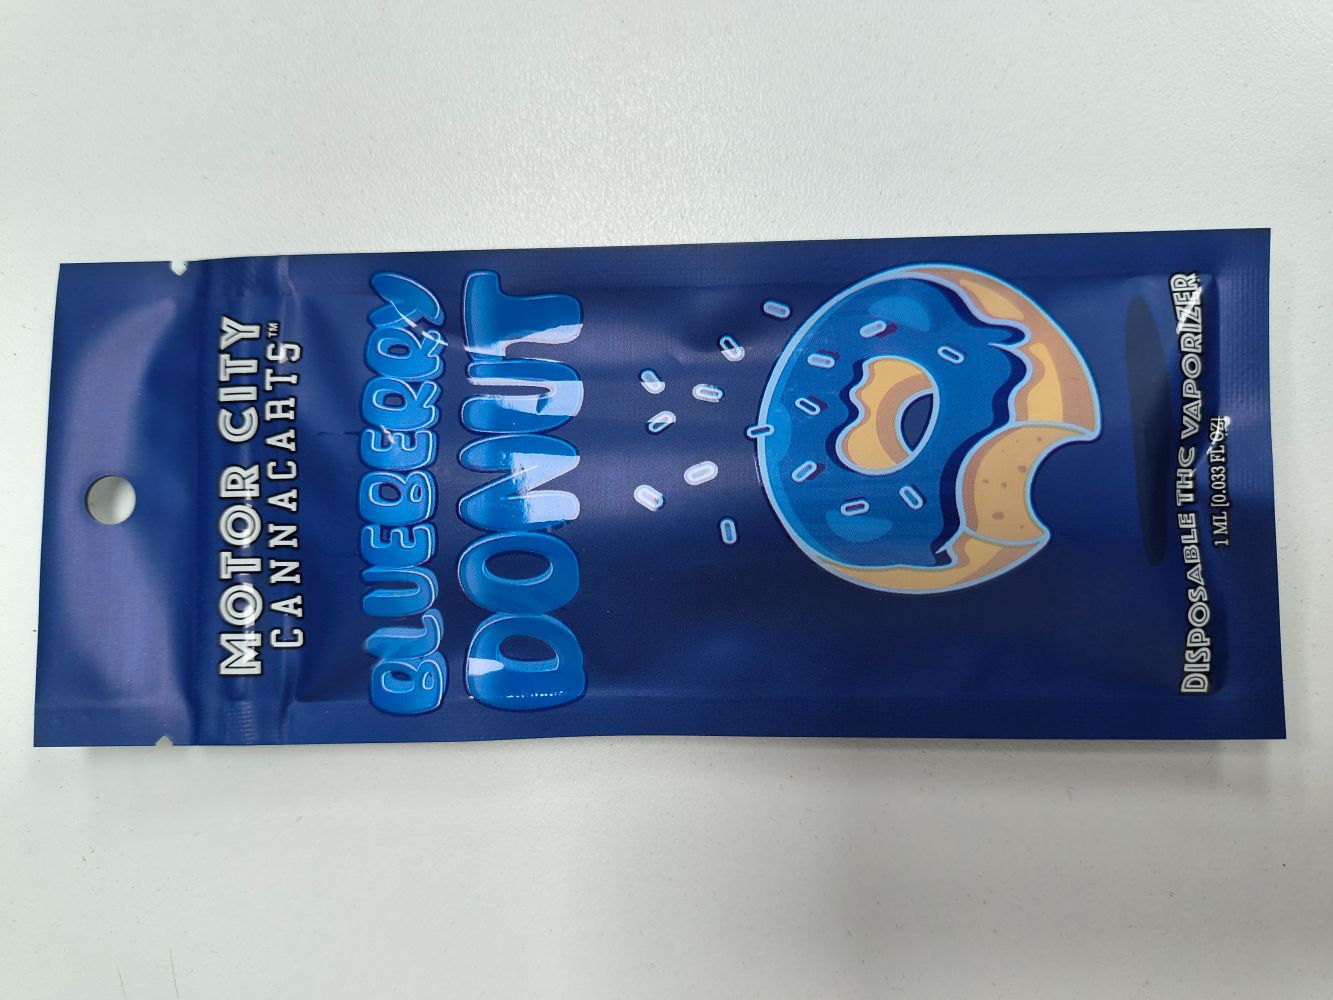 MOTOR CITY
CANNACARTS™
BLUEBERRY
DONUT
DISPOSABLE THC VAPORIZER
1 ML [0.033 FL OZ]